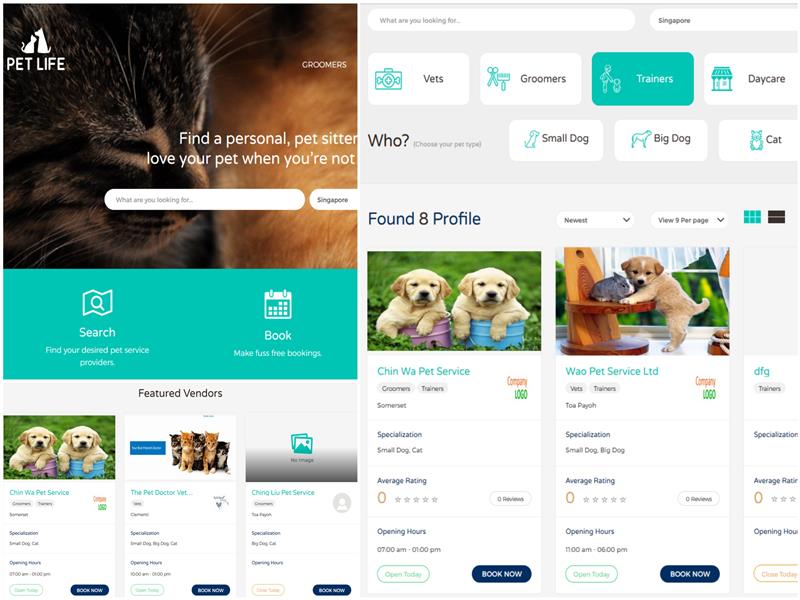 PET LIFE
GROOMERS
Find a personal, pet sitter
love your pet when you're not
What are you looking for...
Singapore
Search
Find your desired pet service
providers.
Book
Make fuss free bookings.
Featured Vendors
Chin Wa Pet Service
Groomers
Trainers
Company
LOGO
Somerset
Specialization
Small Dog, Cat
Opening Hours
07:00 am - 01:00 pm
Open Today
BOOK NOW
The Pet Doctor Vet...
Vets
Clementi
Specialization
Small Dog, Big Dog, Cat
Opening Hours
10:00 am - 01:00 pm
Open Today
BOOK NOW
No Image
Ching Liu Pet Service
Groomers
Toa Payoh
Specialization
Big Dog, Cat
Opening Hours
Close Today
BOOK NOW
What are you looking for...
Singapore
Vets
Groomers
Trainers
Daycare
Who? (Choose your pet type)
Small Dog
Big Dog
Cat
Found 8 Profile
Newest
View 9 Per page
Chin Wa Pet Service
Groomers
Trainers
Company
LOGO
Somerset
Specialization
Small Dog, Cat
Average Rating
0
0 Reviews
Opening Hours
07:00 am - 01:00 pm
Open Today
BOOK NOW
Wao Pet Service Ltd
Vets
Trainers
Company
LOGO
Toa Payoh
Specialization
Small Dog, Big Dog
Average Rating
0
0 Reviews
Opening Hours
11:00 am - 06:00 pm
Open Today
BOOK NOW
dfg
Trainers
Specialization
Average Rating
0
Opening Hou
Close Today